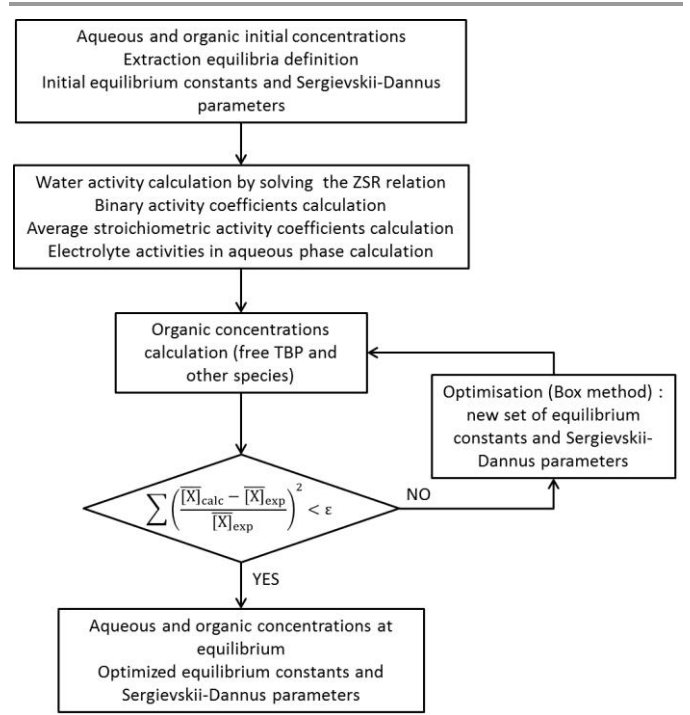 Aqueous and organic initial concentrations
Extraction equilibria definition
Initial equilibrium constants and Sergievskii-Dannus
parameters
Water activity calculation by solving the ZSR relation
Binary activity coefficients calculation
Average stroichiometric activity coefficients calculation
Electrolyte activities in aqueous phase calculation
Organic concentrations
calculation (free TBP and
other species)
Optimisation (Box method) :
new set of equilibrium
constants and Sergievskii-
Dannus parameters
∑ (([X̅]calc − [X̅]exp) / [X̅]exp)² < ε
NO
YES
Aqueous and organic concentrations at
equilibrium
Optimized equilibrium constants and
Sergievskii-Dannus parameters